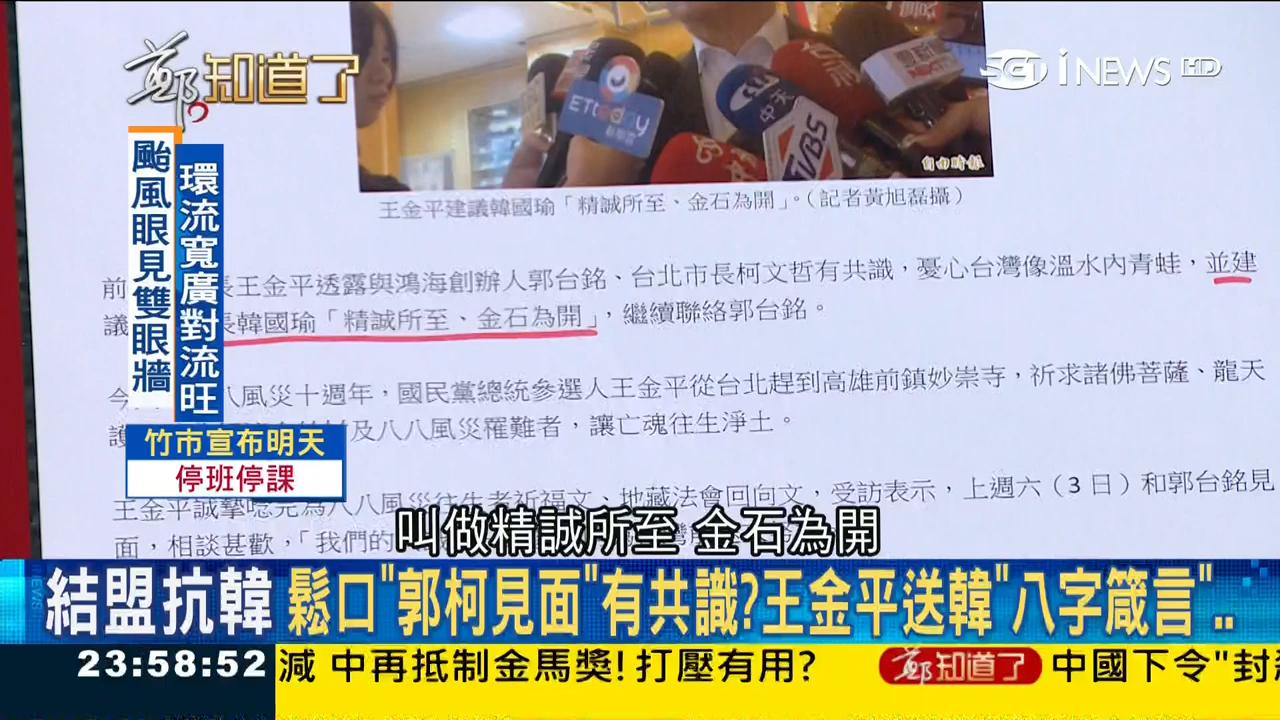 鄭知道了
SET iNEWS HD
ETtoday
中天
TVBS
自由時報
颱風眼見雙眼牆
環流寬廣對流旺
竹市宣布明天
停班停課
王金平建議韓國瑜「精誠所至、金石為開」。(記者黃旭磊攝)
前 長王金平透露與鴻海創辦人郭台銘、台北市長柯文哲有共識,憂心台灣像溫水內青蛙,並建
議 長韓國瑜「精誠所至、金石為開」,繼續聯絡郭台銘。
今 八風災十週年,國民黨總統參選人王金平從台北趕到高雄前鎮妙崇寺,祈求諸佛菩薩、龍天
護 及八八風災罹難者,讓亡魂往生淨土。
王金平誠摯唸完為八八風災往生者祈福文、地藏法會回向文,受訪表示,上週六(3日)和郭台銘見
面,相談甚歡,「我們的
叫做精誠所至 金石為開
結盟抗韓 鬆口"郭柯見面"有共識?王金平送韓"八字箴言"..
23:58:52 減 中再抵制金馬獎!打壓有用? 鄭知道了 中國下令"封殺